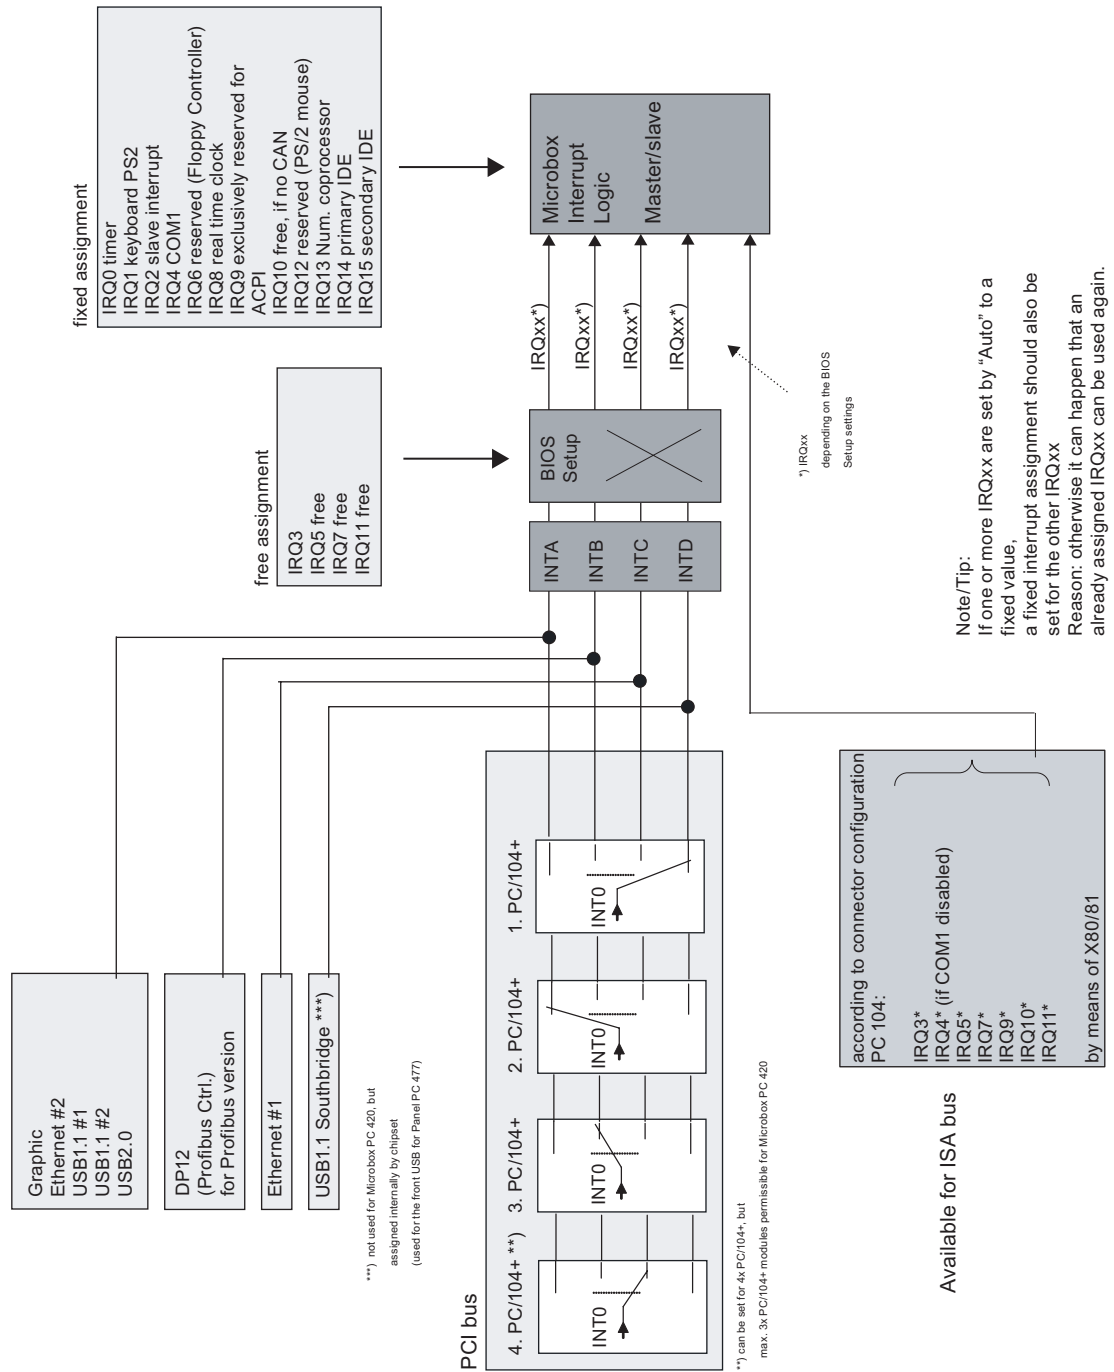 fixed assignment
IRQ0 timer
IRQ1 keyboard PS2
IRQ2 slave interrupt
IRQ4 COM1
IRQ6 reserved (Floppy Controller)
IRQ8 real time clock
IRQ9 exclusively reserved for
ACPI
IRQ10 free, if no CAN
IRQ12 reserved (PS/2 mouse)
IRQ13 Num. coprocessor
IRQ14 primary IDE
IRQ15 secondary IDE
free assignment
IRQ3
IRQ5 free
IRQ7 free
IRQ11 free
Graphic
Ethernet #2
USB1.1 #1
USB1.1 #2
USB2.0
DP12
(Profibus Ctrl.)
for Profibus version
Ethernet #1
USB1.1 Southbridge ***)
***) not used for Microbox PC 420, but
assigned internally by chipset
(used for the front USB for Panel PC 477)
PCI bus
4. PC/104+ **)
3. PC/104+
2. PC/104+
1. PC/104+
INT0
INT0
INT0
INT0
**) can be set for 4x PC/104+, but
max. 3x PC/104+ modules permissible for Microbox PC 420
INTA
INTB
INTC
INTD
BIOS
Setup
IRQxx*)
IRQxx*)
IRQxx*)
IRQxx*)
*) IRQxx
depending on the BIOS
Setup settings
Microbox
Interrupt
Logic
Master/slave
according to connector configuration
PC 104:
IRQ3*
IRQ4* (if COM1 disabled)
IRQ5*
IRQ7*
IRQ9*
IRQ10*
IRQ11*
by means of X80/81
Available for ISA bus
Note/Tip:
If one or more IRQxx are set by "Auto" to a
fixed value,
a fixed interrupt assignment should also be
set for the other IRQxx
Reason: otherwise it can happen that an
already assigned IRQxx can be used again.